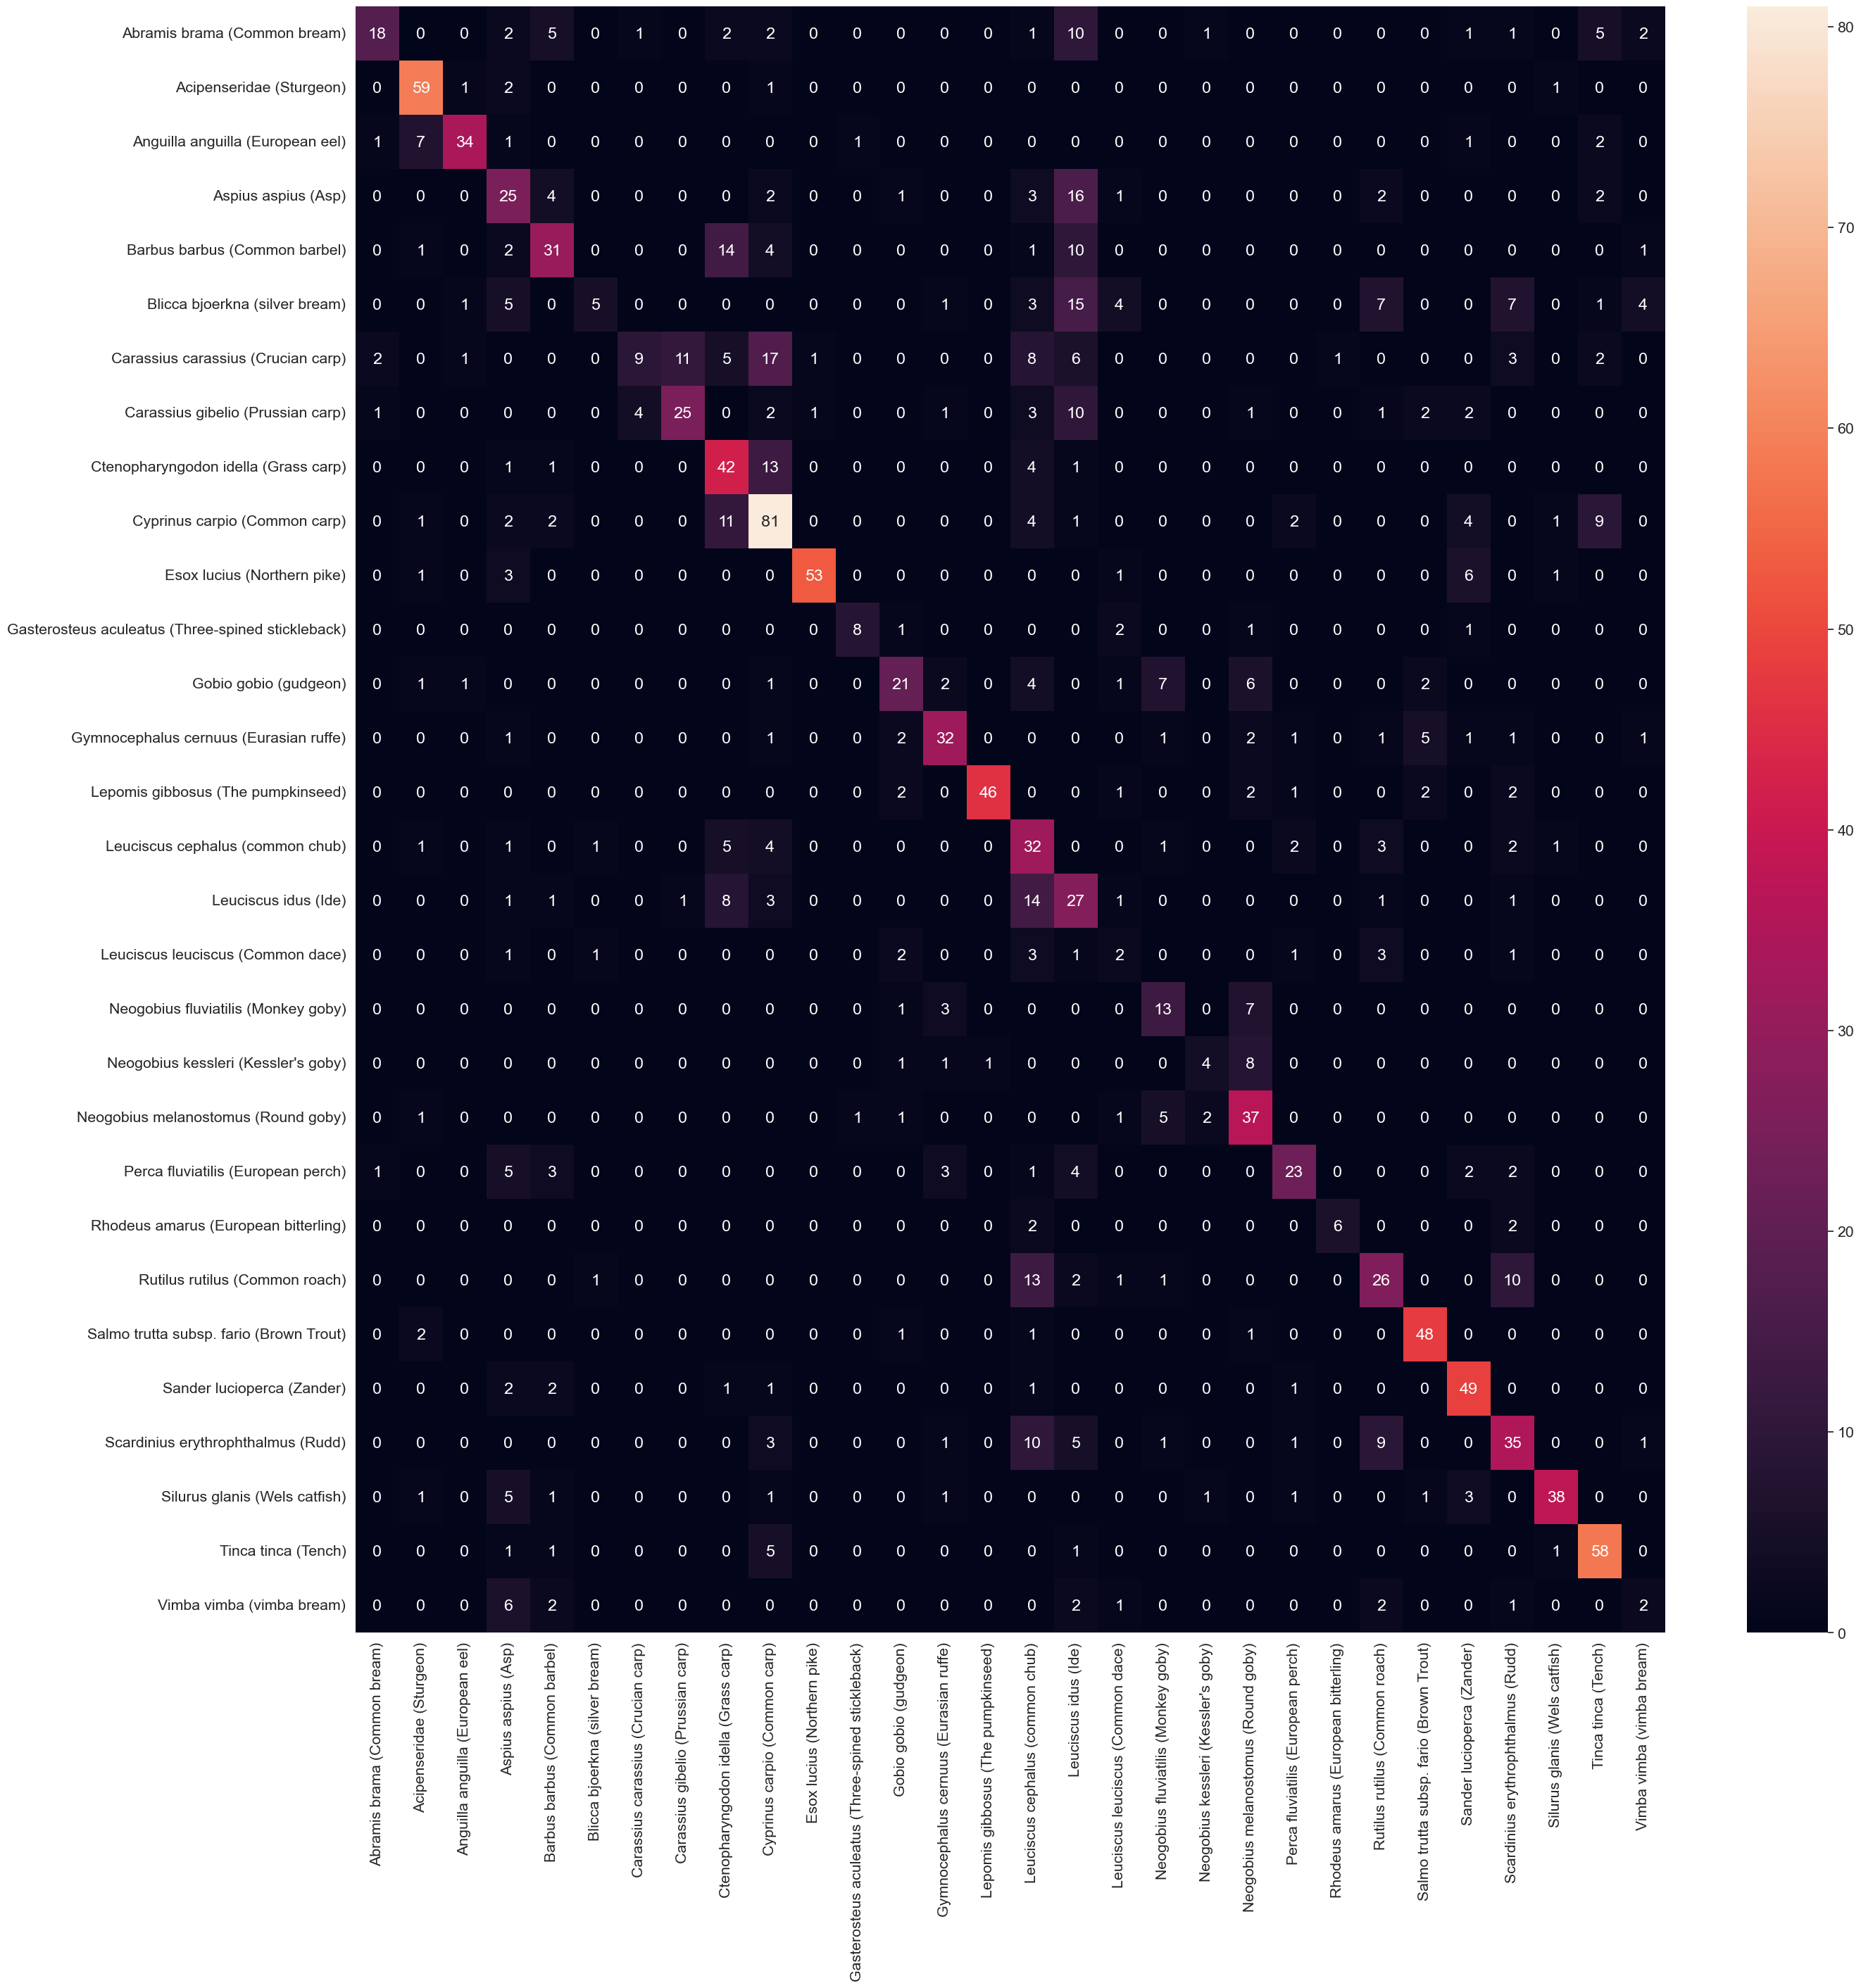 Abramis brama (Common bream) 18 0 0 2 5 0 1 0 2 2 0 0 0 0 0 1 10 0 0 1 0 0 0 0 0 1 1 0 5 2
Acipenseridae (Sturgeon) 0 59 1 2 0 0 0 0 0 1 0 0 0 0 0 0 0 0 0 0 0 0 0 0 0 0 0 1 0 0
Anguilla anguilla (European eel) 1 7 34 1 0 0 0 0 0 0 0 1 0 0 0 0 0 0 0 0 0 0 0 0 0 1 0 0 2 0
Aspius aspius (Asp) 0 0 0 25 4 0 0 0 0 2 0 0 1 0 0 3 16 1 0 0 0 0 0 2 0 0 0 0 2 0
Barbus barbus (Common barbel) 0 1 0 2 31 0 0 0 14 4 0 0 0 0 0 1 10 0 0 0 0 0 0 0 0 0 0 0 0 1
Blicca bjoerkna (silver bream) 0 0 1 5 0 5 0 0 0 0 0 0 0 1 0 3 15 4 0 0 0 0 0 7 0 0 7 0 1 4
Carassius carassius (Crucian carp) 2 0 1 0 0 0 9 11 5 17 1 0 0 0 0 8 6 0 0 0 0 0 1 0 0 0 3 0 2 0
Carassius gibelio (Prussian carp) 1 0 0 0 0 0 4 25 0 2 1 0 0 1 0 3 10 0 0 0 1 0 0 1 2 2 0 0 0 0
Ctenopharyngodon idella (Grass carp) 0 0 0 1 1 0 0 0 42 13 0 0 0 0 0 4 1 0 0 0 0 0 0 0 0 0 0 0 0 0
Cyprinus carpio (Common carp) 0 1 0 2 2 0 0 0 11 81 0 0 0 0 0 4 1 0 0 0 0 2 0 0 0 4 0 1 9 0
Esox lucius (Northern pike) 0 1 0 3 0 0 0 0 0 0 53 0 0 0 0 0 0 1 0 0 0 0 0 0 0 6 0 1 0 0
Gasterosteus aculeatus (Three-spined stickleback) 0 0 0 0 0 0 0 0 0 0 0 8 1 0 0 0 0 2 0 0 1 0 0 0 0 1 0 0 0 0
Gobio gobio (gudgeon) 0 1 1 0 0 0 0 0 0 1 0 0 21 2 0 4 0 1 7 0 6 0 0 0 2 0 0 0 0 0
Gymnocephalus cernuus (Eurasian ruffe) 0 0 0 1 0 0 0 0 0 1 0 0 2 32 0 0 0 0 1 0 2 1 0 1 5 1 1 0 0 1
Lepomis gibbosus (The pumpkinseed) 0 0 0 0 0 0 0 0 0 0 0 0 2 0 46 0 0 1 0 0 2 1 0 0 2 0 2 0 0 0
Leuciscus cephalus (common chub) 0 1 0 1 0 1 0 0 5 4 0 0 0 0 0 32 0 0 1 0 0 2 0 3 0 0 2 1 0 0
Leuciscus idus (Ide) 0 0 0 1 1 0 0 1 8 3 0 0 0 0 0 14 27 1 0 0 0 0 0 1 0 0 1 0 0 0
Leuciscus leuciscus (Common dace) 0 0 0 1 0 1 0 0 0 0 0 0 2 0 0 3 1 2 0 0 0 1 0 3 0 0 1 0 0 0
Neogobius fluviatilis (Monkey goby) 0 0 0 0 0 0 0 0 0 0 0 0 1 3 0 0 0 0 13 0 7 0 0 0 0 0 0 0 0 0
Neogobius kessleri (Kessler's goby) 0 0 0 0 0 0 0 0 0 0 0 0 1 1 1 0 0 0 0 4 8 0 0 0 0 0 0 0 0 0
Neogobius melanostomus (Round goby) 0 1 0 0 0 0 0 0 0 0 0 1 1 0 0 0 0 1 5 2 37 0 0 0 0 0 0 0 0 0
Perca fluviatilis (European perch) 1 0 0 5 3 0 0 0 0 0 0 0 0 3 0 1 4 0 0 0 0 23 0 0 0 2 2 0 0 0
Rhodeus amarus (European bitterling) 0 0 0 0 0 0 0 0 0 0 0 0 0 0 0 2 0 0 0 0 0 0 6 0 0 0 2 0 0 0
Rutilus rutilus (Common roach) 0 0 0 0 0 1 0 0 0 0 0 0 0 0 0 13 2 1 1 0 0 0 0 26 0 0 10 0 0 0
Salmo trutta subsp. fario (Brown Trout) 0 2 0 0 0 0 0 0 0 0 0 0 1 0 0 1 0 0 0 0 1 0 0 0 48 0 0 0 0 0
Sander lucioperca (Zander) 0 0 0 2 2 0 0 0 1 1 0 0 0 0 0 1 0 0 0 0 0 1 0 0 0 49 0 0 0 0
Scardinius erythrophthalmus (Rudd) 0 0 0 0 0 0 0 0 0 3 0 0 0 1 0 10 5 0 1 0 0 1 0 9 0 0 35 0 0 1
Silurus glanis (Wels catfish) 0 1 0 5 1 0 0 0 0 1 0 0 0 1 0 0 0 0 0 1 0 1 0 0 1 3 0 38 0 0
Tinca tinca (Tench) 0 0 0 1 1 0 0 0 0 5 0 0 0 0 0 0 1 0 0 0 0 0 0 0 0 0 0 1 58 0
Vimba vimba (vimba bream) 0 0 0 6 2 0 0 0 0 0 0 0 0 0 0 0 2 1 0 0 0 0 0 2 0 0 1 0 0 2
Abramis brama (Common bream)
Acipenseridae (Sturgeon)
Anguilla anguilla (European eel)
Aspius aspius (Asp)
Barbus barbus (Common barbel)
Blicca bjoerkna (silver bream)
Carassius carassius (Crucian carp)
Carassius gibelio (Prussian carp)
Ctenopharyngodon idella (Grass carp)
Cyprinus carpio (Common carp)
Esox lucius (Northern pike)
Gasterosteus aculeatus (Three-spined stickleback)
Gobio gobio (gudgeon)
Gymnocephalus cernuus (Eurasian ruffe)
Lepomis gibbosus (The pumpkinseed)
Leuciscus cephalus (common chub)
Leuciscus idus (Ide)
Leuciscus leuciscus (Common dace)
Neogobius fluviatilis (Monkey goby)
Neogobius kessleri (Kessler's goby)
Neogobius melanostomus (Round goby)
Perca fluviatilis (European perch)
Rhodeus amarus (European bitterling)
Rutilus rutilus (Common roach)
Salmo trutta subsp. fario (Brown Trout)
Sander lucioperca (Zander)
Scardinius erythrophthalmus (Rudd)
Silurus glanis (Wels catfish)
Tinca tinca (Tench)
Vimba vimba (vimba bream)
80
70
60
50
40
30
20
10
0